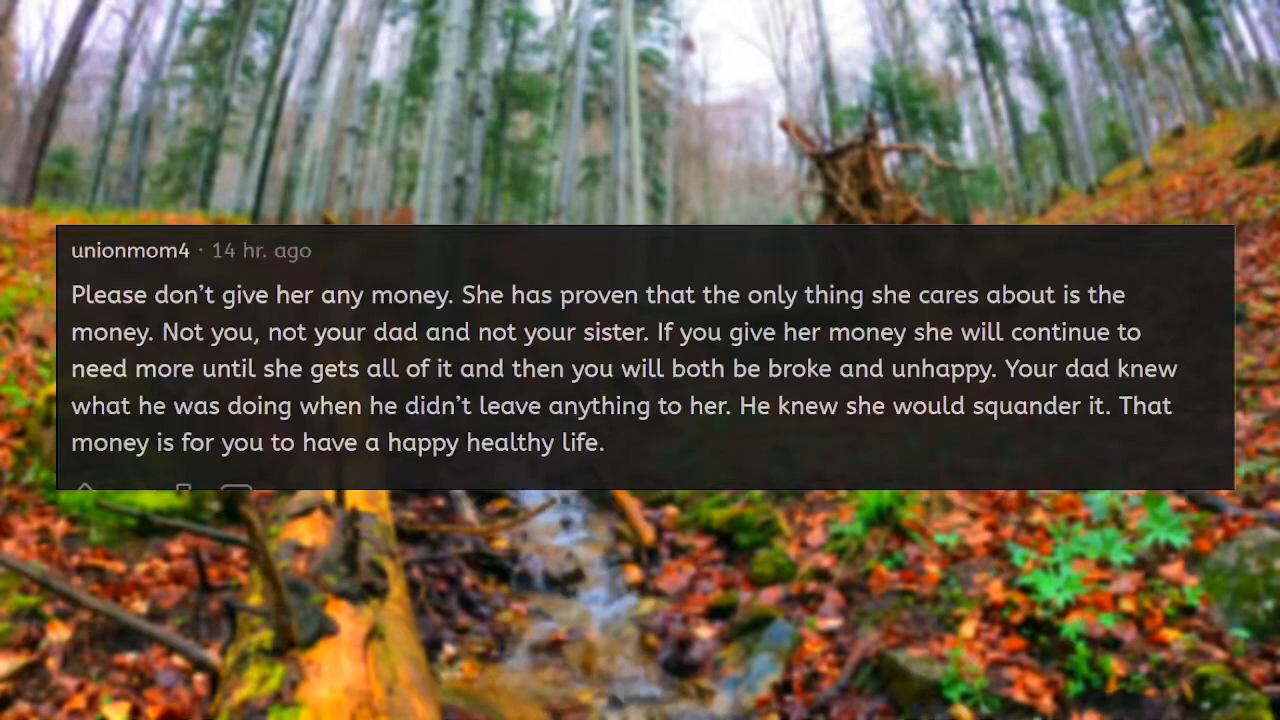 unionmom4 · 14 hr. ago
Please don’t give her any money. She has proven that the only thing she cares about is the
money. Not you, not your dad and not your sister. If you give her money she will continue to
need more until she gets all of it and then you will both be broke and unhappy. Your dad knew
what he was doing when he didn’t leave anything to her. He knew she would squander it. That
money is for you to have a happy healthy life.